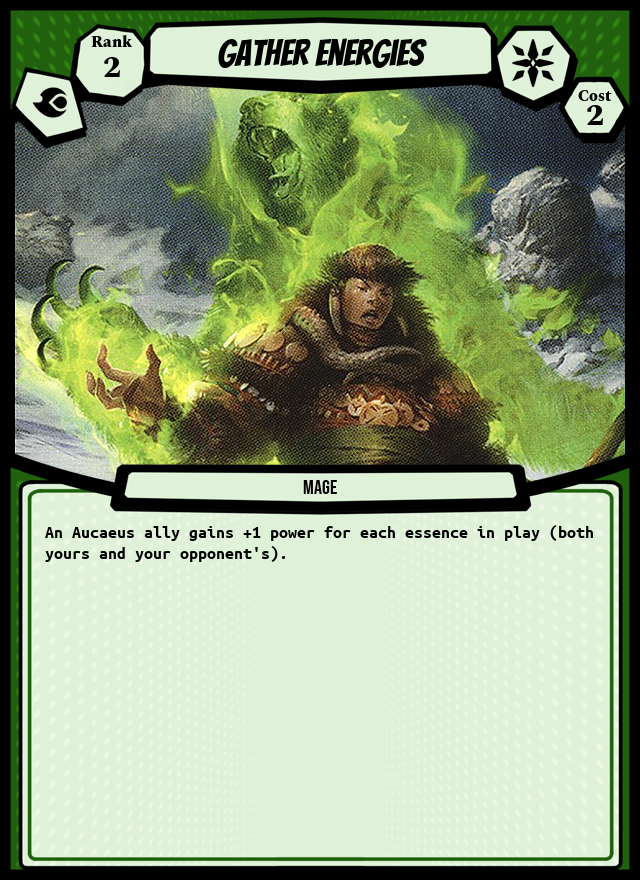 Rank
2
GATHER ENERGIES
Cost
2
MAGE
An Aucaeus ally gains +1 power for each essence in play (both
yours and your opponent's).